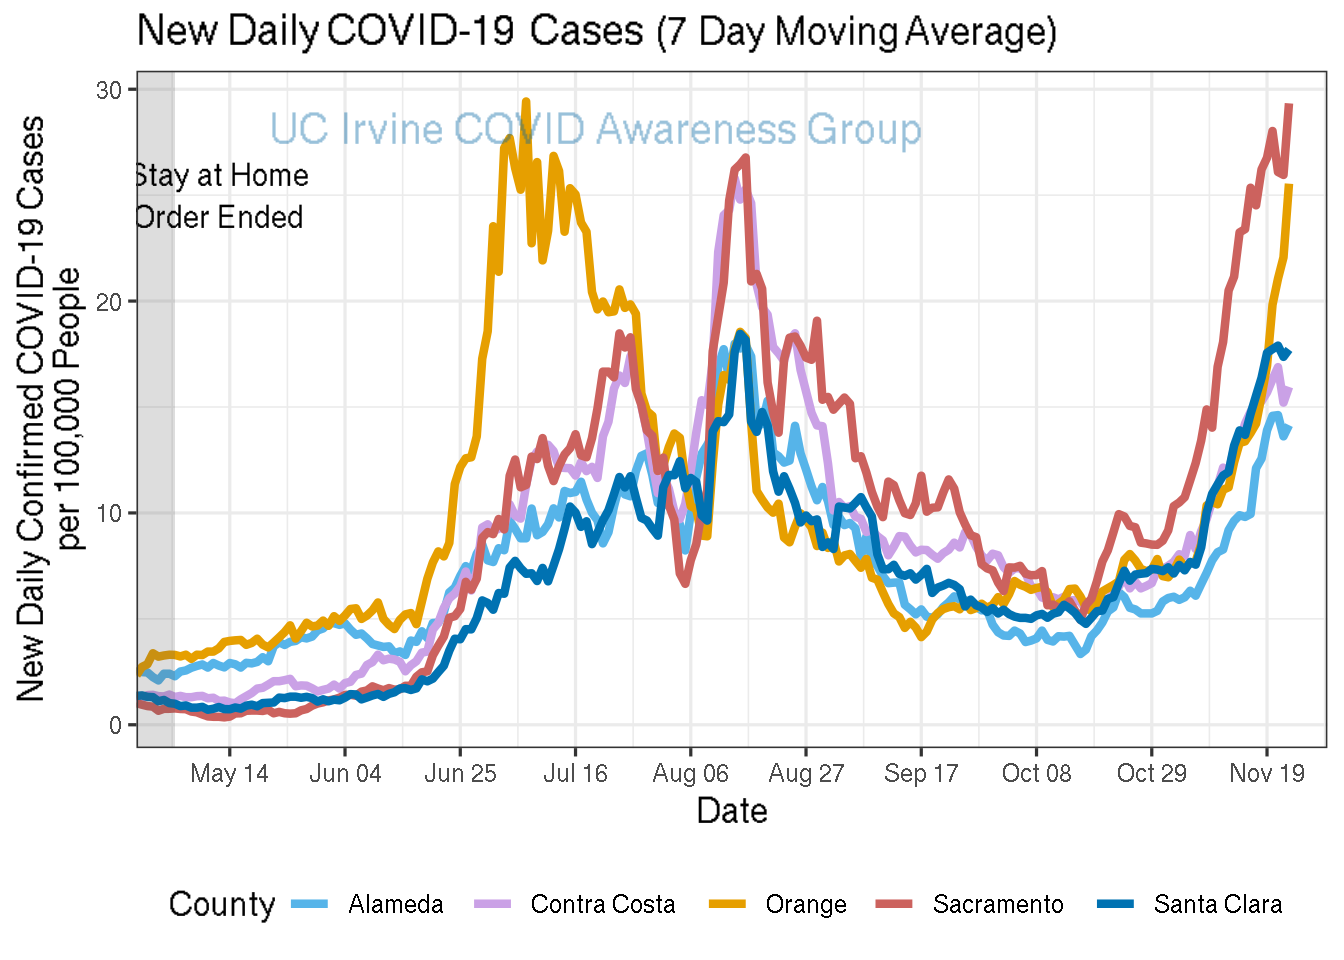 New Daily COVID-19 Cases (7 Day Moving Average)
UC Irvine COVID Awareness Group
Stay at Home
Order Ended
New Daily Confirmed COVID-19 Cases
per 100,000 People
30
20
10
0
May 14 Jun 04 Jun 25 Jul 16 Aug 06 Aug 27 Sep 17 Oct 08 Oct 29 Nov 19
Date
County Alameda Contra Costa Orange Sacramento Santa Clara